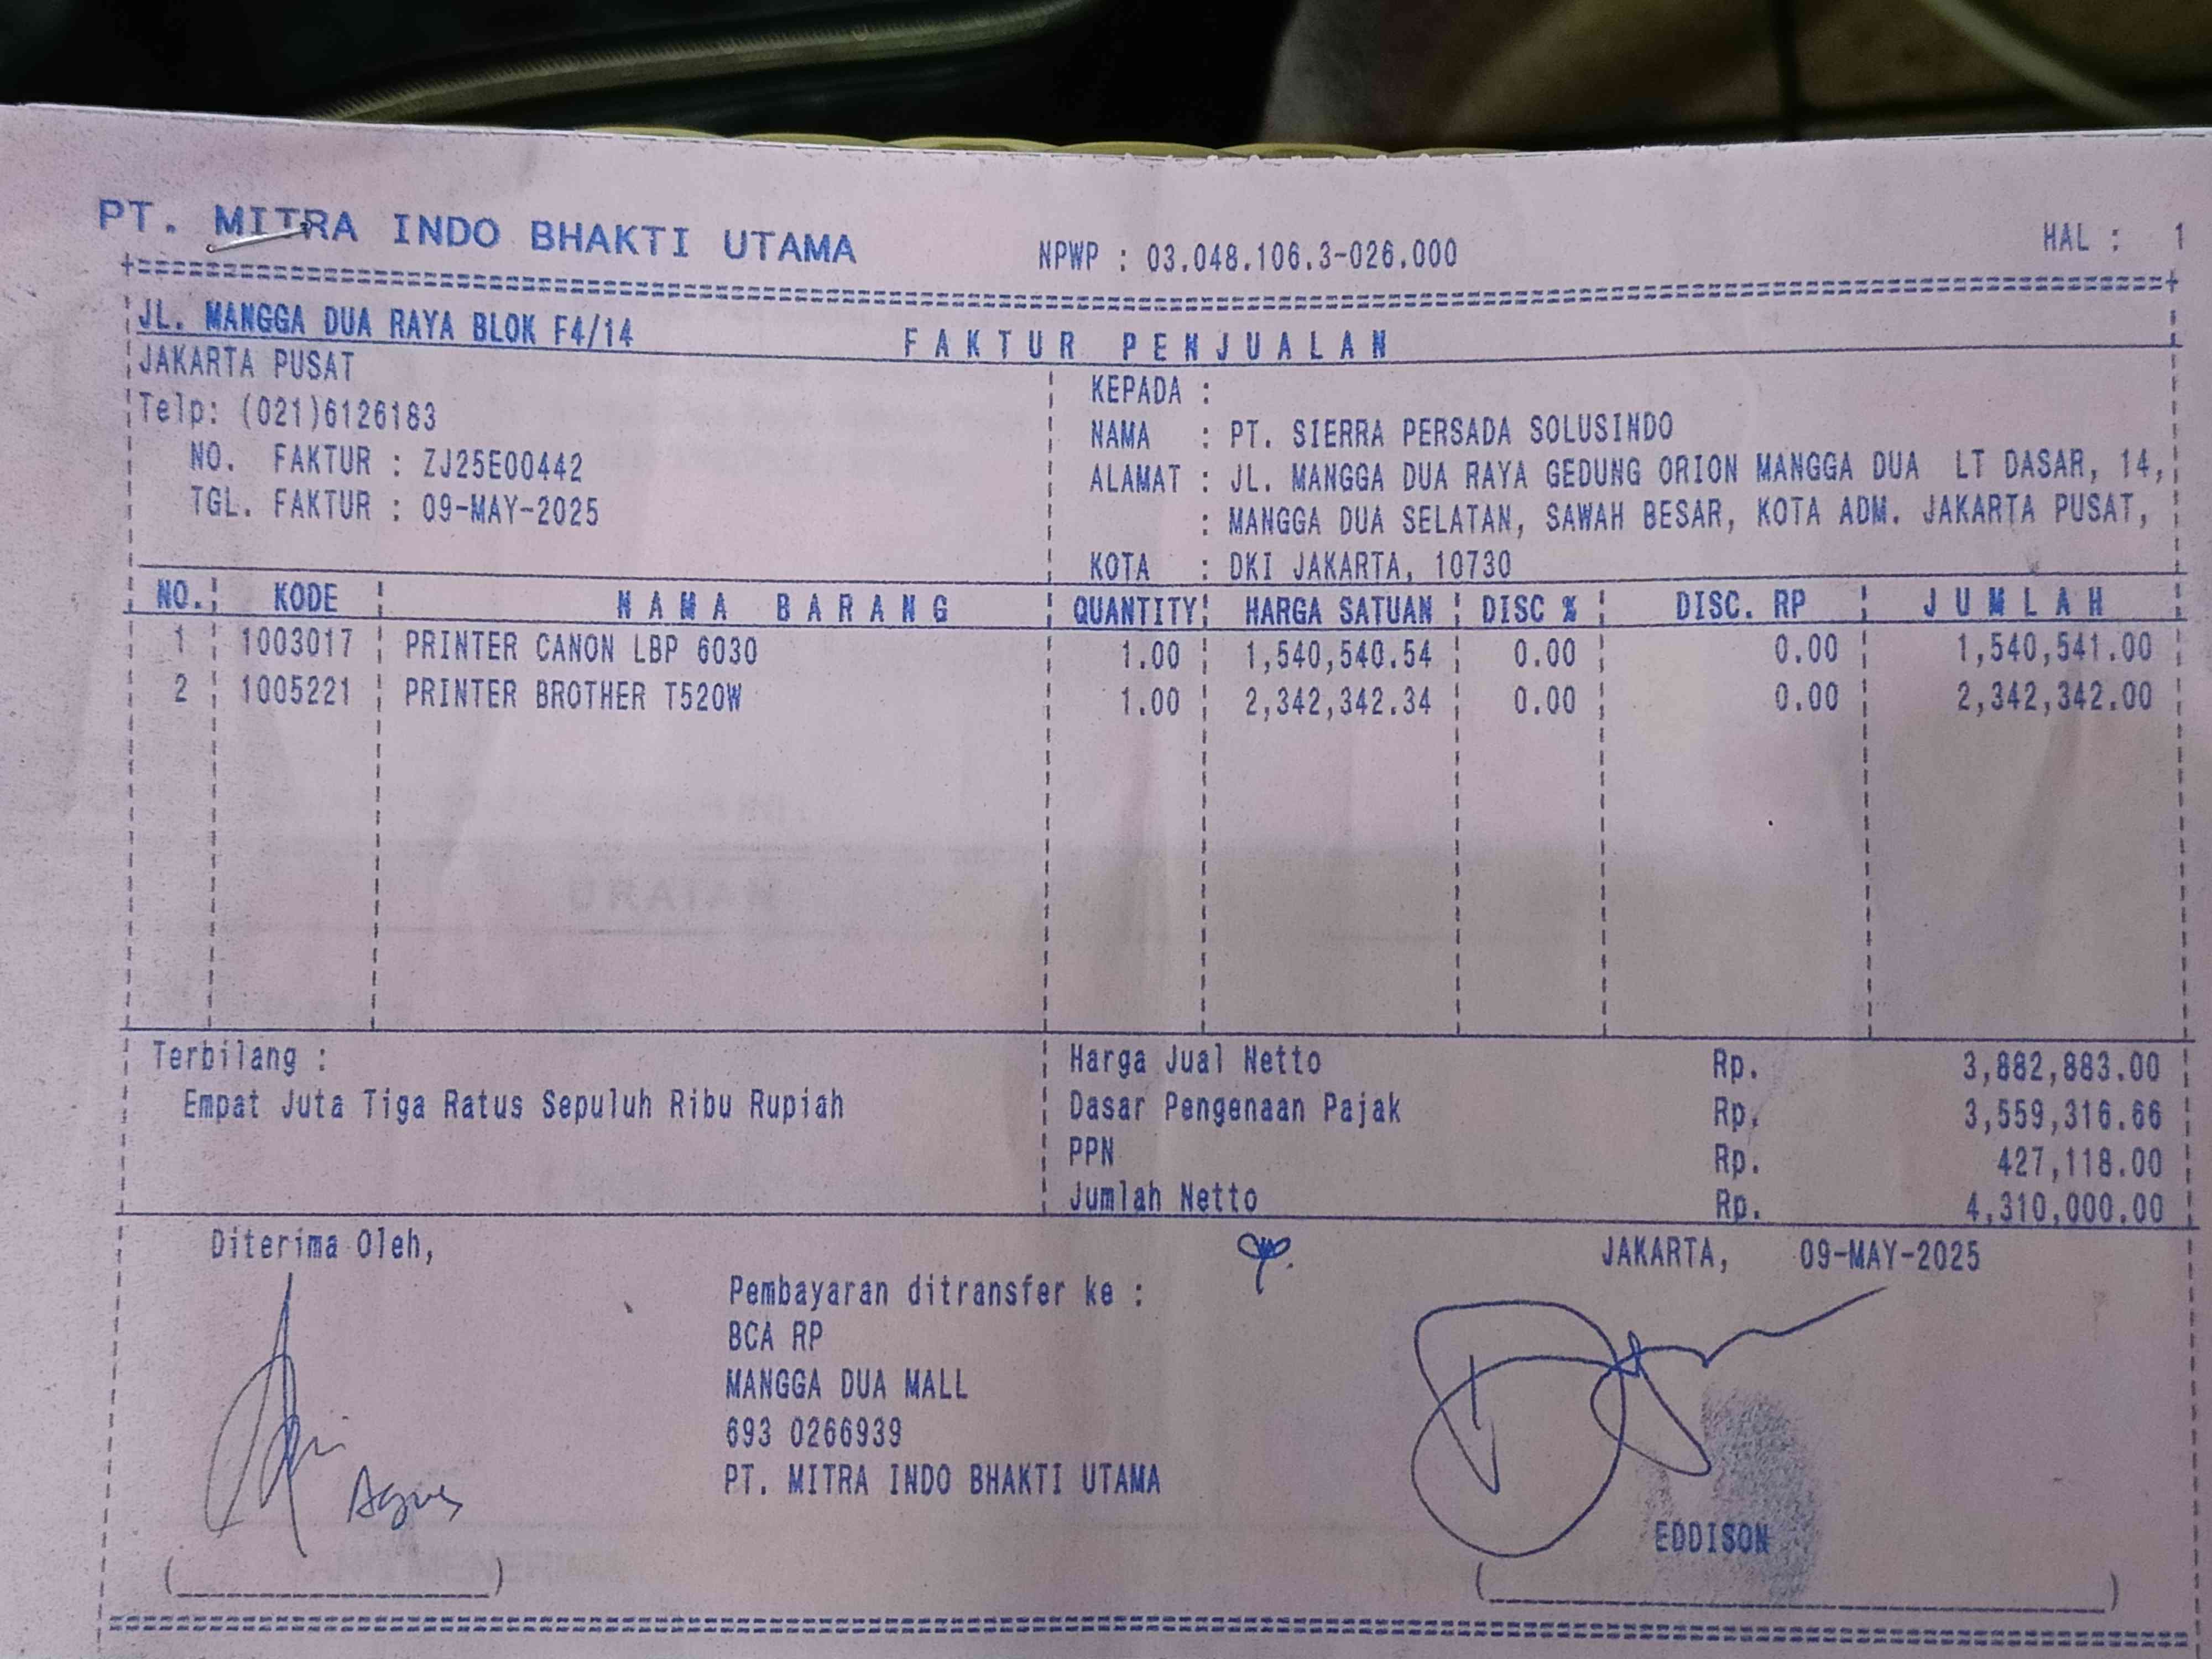 PT. MITRA INDO BHAKTI UTAMA NPWP : 03.048.106.3-026.000 HAL : 1
JL. MANGGA DUA RAYA BLOK F4/14
FAKTUR PENJUALAN
JAKARTA PUSAT
Telp: (021)6126183
NO. FAKTUR : ZJ25E00442
TGL. FAKTUR : 09-MAY-2025
KEPADA :
NAMA : PT. SIERRA PERSADA SOLUSINDO
ALAMAT : JL. MANGGA DUA RAYA GEDUNG ORION MANGGA DUA LT DASAR, 14,
: MANGGA DUA SELATAN, SAWAH BESAR, KOTA ADM. JAKARTA PUSAT,
KOTA : DKI JAKARTA, 10730
NO. KODE NAMA BARANG QUANTITY HARGA SATUAN DISC % DISC. RP JUMLAH
1 1003017 PRINTER CANON LBP 6030 1.00 1,540,540.54 0.00 0.00 1,540,541.00
2 1005221 PRINTER BROTHER T520W 1.00 2,342,342.34 0.00 0.00 2,342,342.00
URAIAN
Terbilang :
Empat Juta Tiga Ratus Sepuluh Ribu Rupiah
Harga Jual Netto Rp. 3,882,883.00
Dasar Pengenaan Pajak Rp. 3,559,316.66
PPN Rp. 427,118.00
Jumlah Netto Rp. 4,310,000.00
Diterima Oleh,
Agus
Pembayaran ditransfer ke :
BCA RP
MANGGA DUA MALL
693 0266939
PT. MITRA INDO BHAKTI UTAMA
JAKARTA, 09-MAY-2025
EDDISON